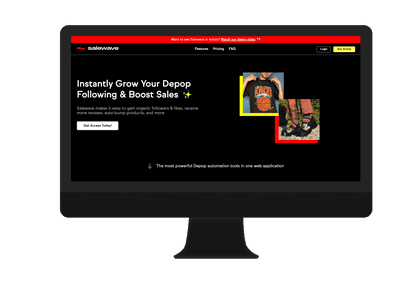 Want to see Salewave in action? Watch our demo video
salewave
Features Pricing FAQ
Login Get Access
Instantly Grow Your Depop
Following & Boost Sales ✨
Salewave makes it easy to gain organic followers & likes, receive
more reviews, auto bump products, and more
Get Access Today!
The most powerful Depop automation tools in one web application